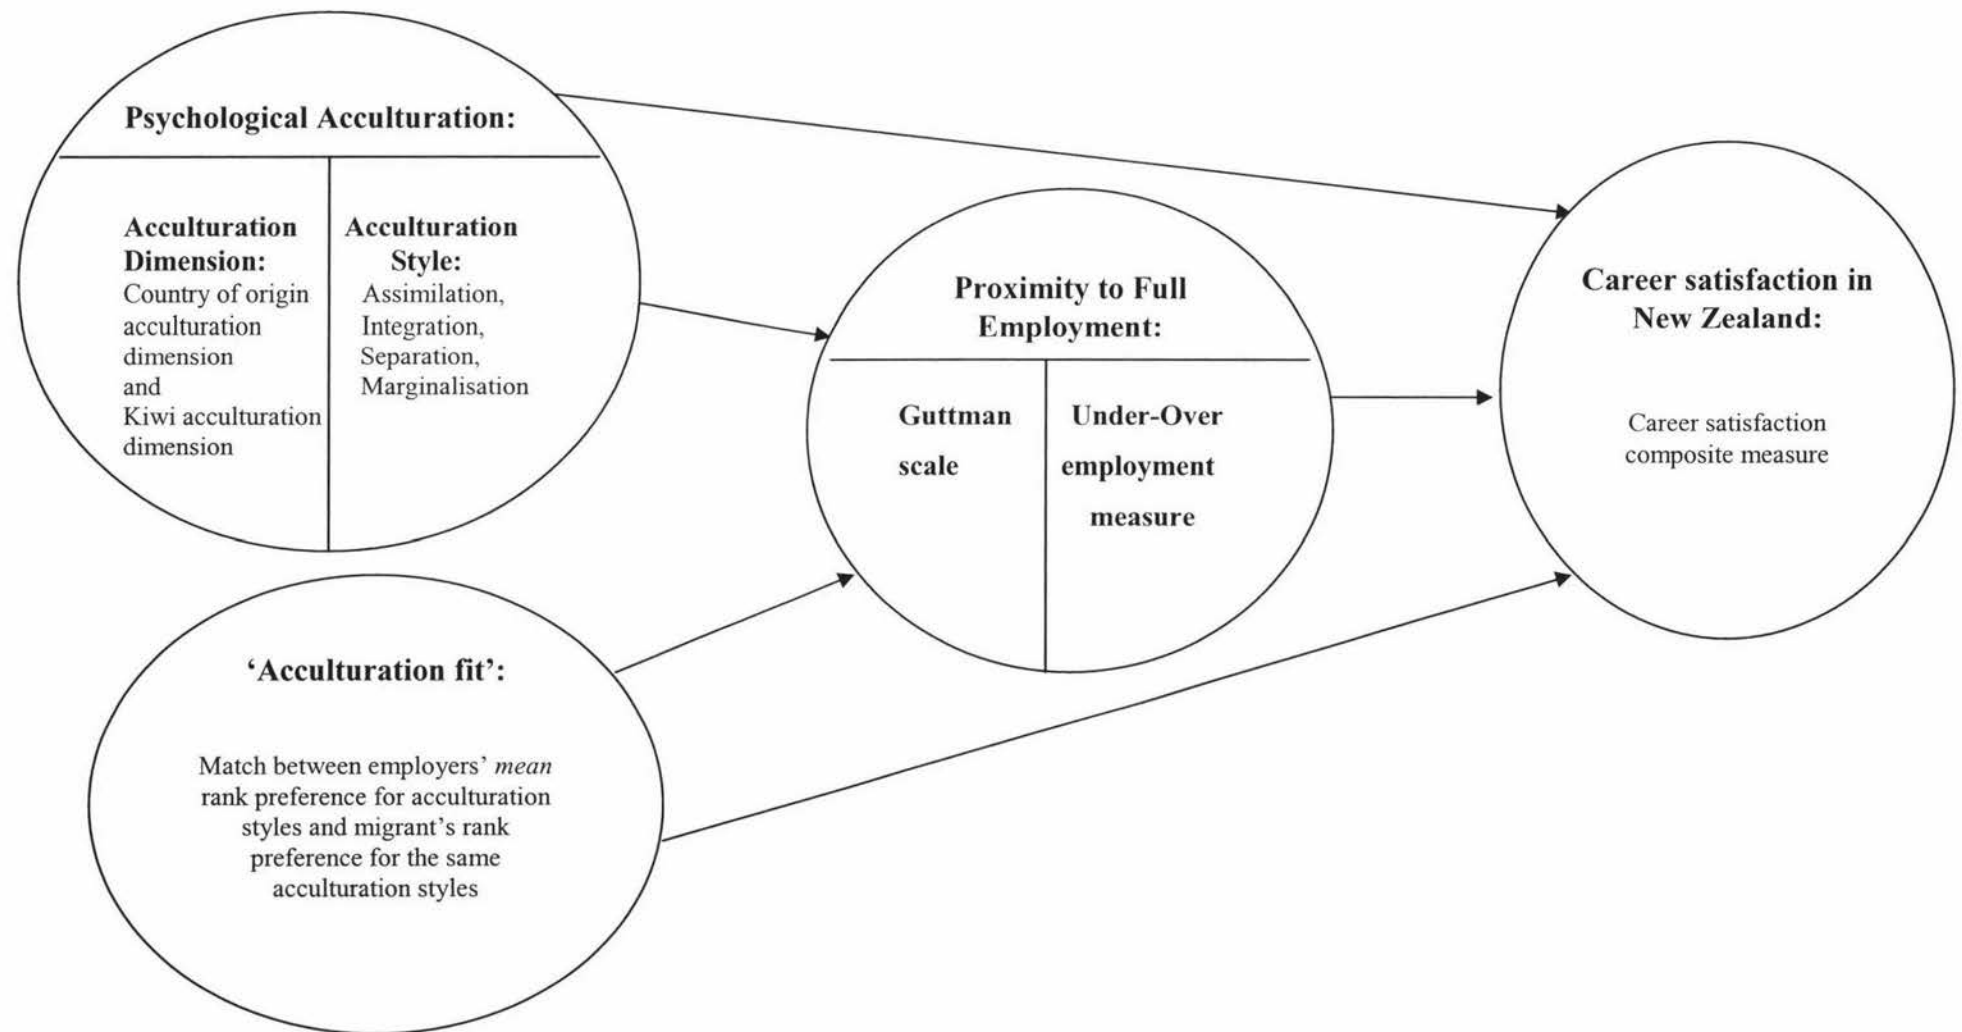 Psychological Acculturation:
Acculturation
Dimension:
Country of origin
acculturation
dimension
and
Kiwi acculturation
dimension
Acculturation
Style:
Assimilation,
Integration,
Separation,
Marginalisation
‘Acculturation fit’:
Match between employers’ mean
rank preference for acculturation
styles and migrant’s rank
preference for the same
acculturation styles
Proximity to Full
Employment:
Guttman
scale
Under-Over
employment
measure
Career satisfaction in
New Zealand:
Career satisfaction
composite measure